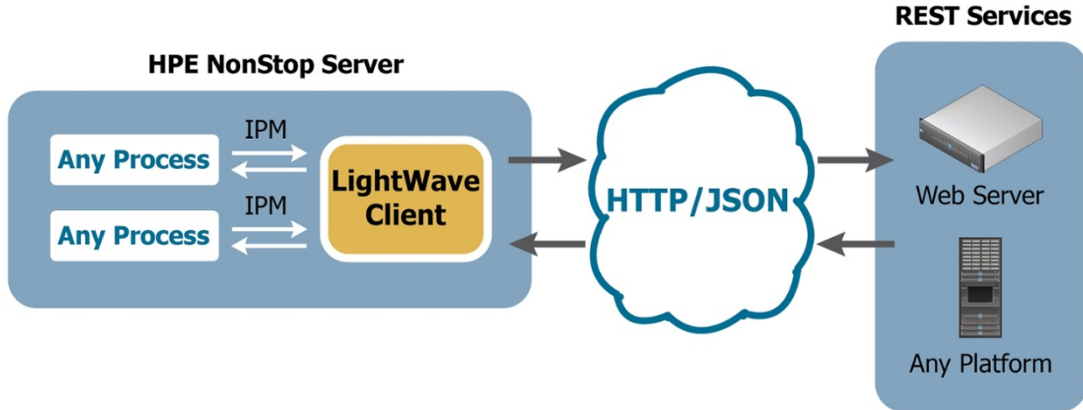 REST Services
HPE NonStop Server
IPM
Any Process
LightWave
Client
IPM
Any Process
HTTP/JSON
Web Server
Any Platform